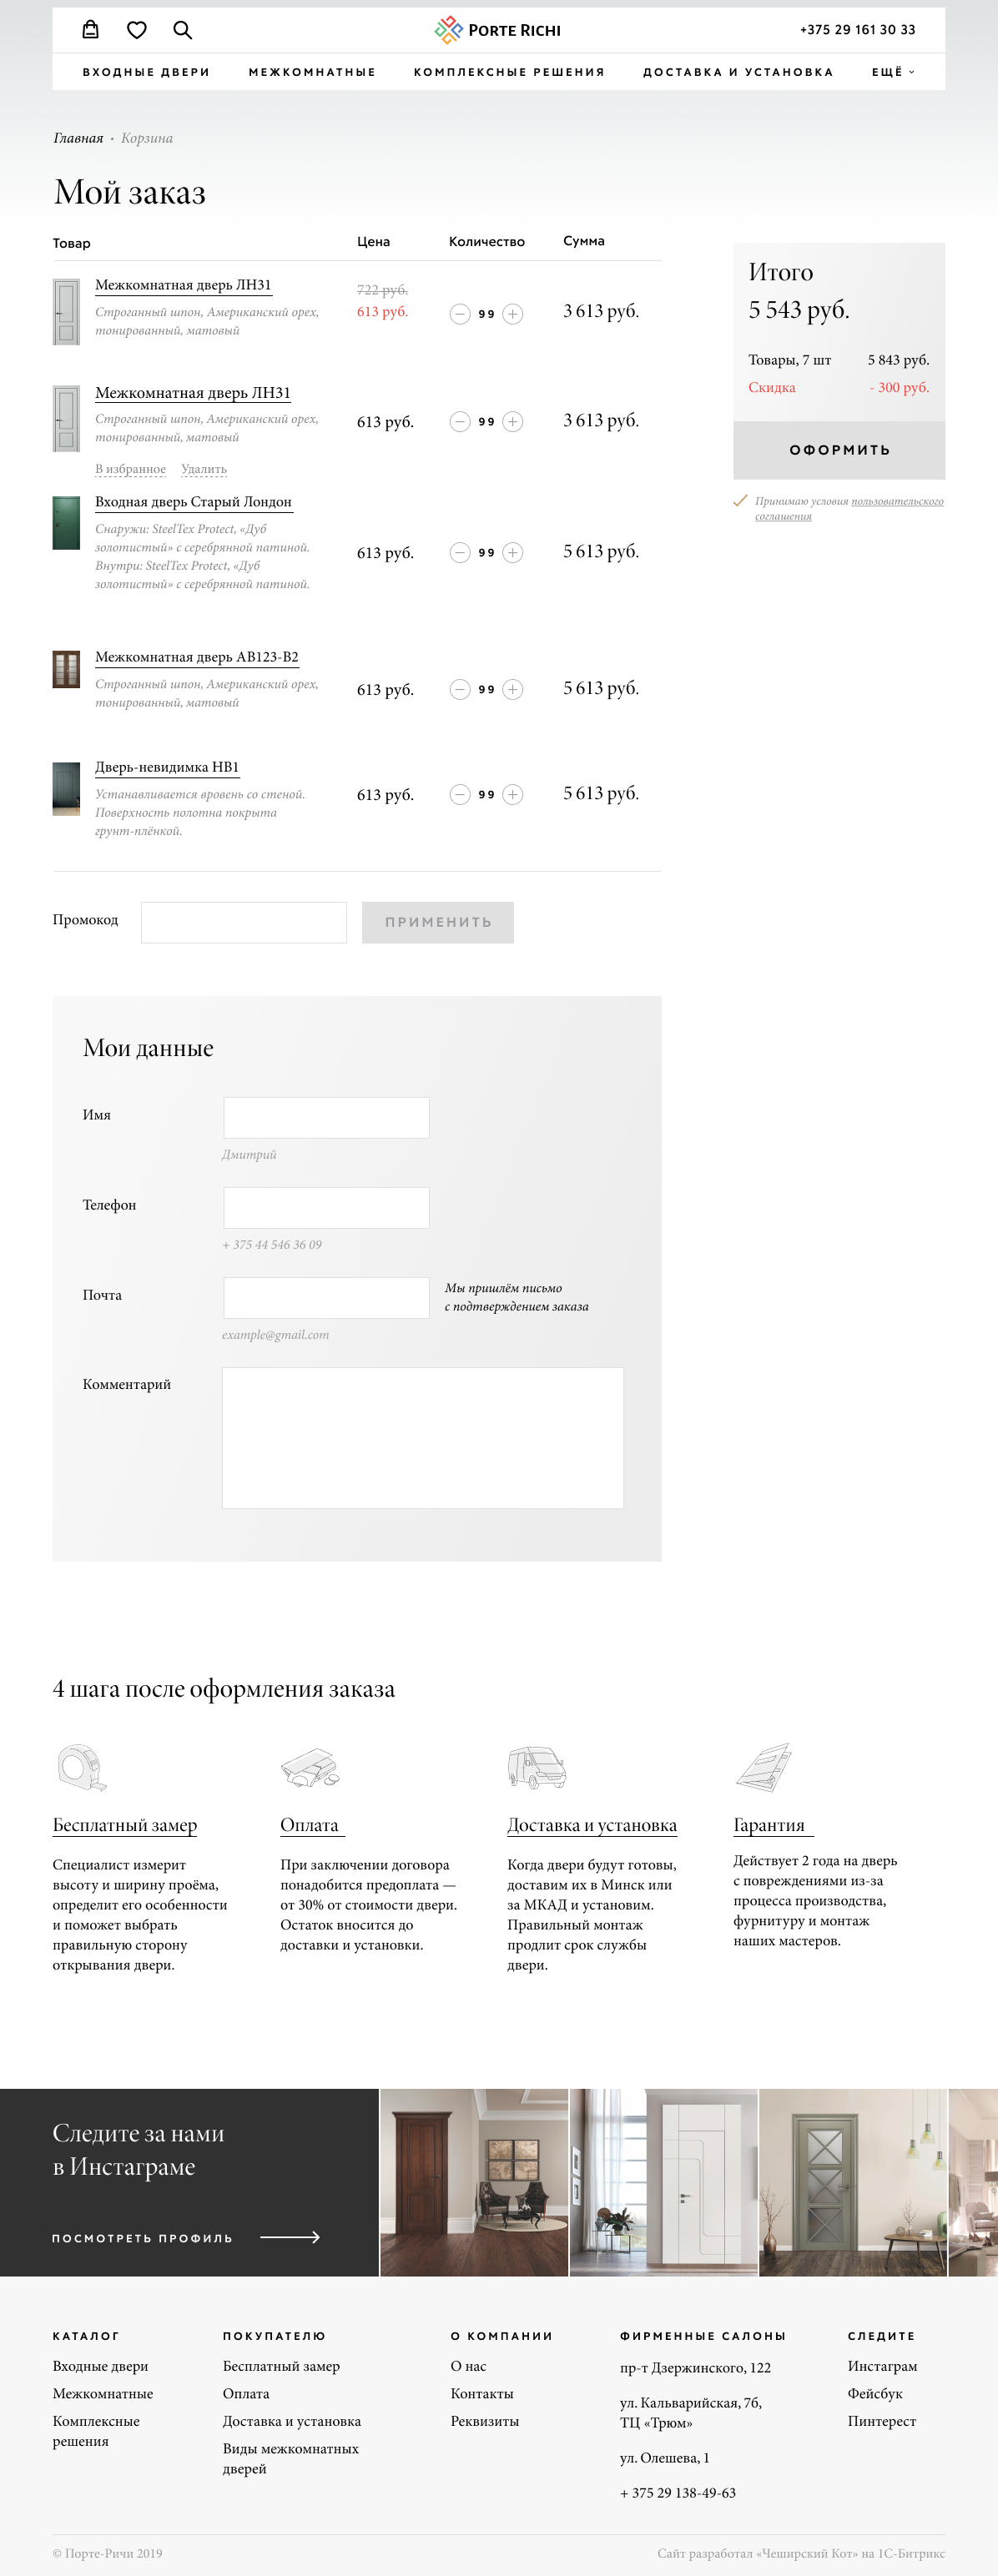 PORTE RICHI
+375 29 161 30 33
ВХОДНЫЕ ДВЕРИ МЕЖКОМНАТНЫЕ КОМПЛЕКСНЫЕ РЕШЕНИЯ ДОСТАВКА И УСТАНОВКА ЕЩЁ
Главная • Корзина
Мой заказ
Товар Цена Количество Сумма
Межкомнатная дверь ЛН31
Строганный шпон, Американский орех,
тонированный, матовый
722 руб.
613 руб.
99
3 613 руб.
Межкомнатная дверь ЛН31
Строганный шпон, Американский орех,
тонированный, матовый
В избранное Удалить
613 руб.
99
3 613 руб.
Входная дверь Старый Лондон
Снаружи: SteelTex Protect, «Дуб
золотистый» с серебрянной патиной.
Внутри: SteelTex Protect, «Дуб
золотистый» с серебрянной патиной.
613 руб.
99
5 613 руб.
Межкомнатная дверь АВ123-В2
Строганный шпон, Американский орех,
тонированный, матовый
613 руб.
99
5 613 руб.
Дверь-невидимка НВ1
Устанавливается вровень со стеной.
Поверхность полотна покрыта
грунт-плёнкой.
613 руб.
99
5 613 руб.
Итого
5 543 руб.
Товары, 7 шт 5 843 руб.
Скидка - 300 руб.
ОФОРМИТЬ
Принимаю условия пользовательского
соглашения
Промокод
ПРИМЕНИТЬ
Мои данные
Имя
Дмитрий
Телефон
+ 375 44 546 36 09
Почта
Мы пришлём письмо
с подтверждением заказа
example@gmail.com
Комментарий
4 шага после оформления заказа
Бесплатный замер
Специалист измерит
высоту и ширину проёма,
определит его особенности
и поможет выбрать
правильную сторону
открывания двери.
Оплата
При заключении договора
понадобится предоплата —
от 30% от стоимости двери.
Остаток вносится до
доставки и установки.
Доставка и установка
Когда двери будут готовы,
доставим их в Минск или
за МКАД и установим.
Правильный монтаж
продлит срок службы
двери.
Гарантия
Действует 2 года на дверь
с повреждениями из-за
процесса производства,
фурнитуру и монтаж
наших мастеров.
Следите за нами
в Инстаграме
ПОСМОТРЕТЬ ПРОФИЛЬ
КАТАЛОГ
Входные двери
Межкомнатные
Комплексные
решения
ПОКУПАТЕЛЮ
Бесплатный замер
Оплата
Доставка и установка
Виды межкомнатных
дверей
О КОМПАНИИ
О нас
Контакты
Реквизиты
ФИРМЕННЫЕ САЛОНЫ
пр-т Дзержинского, 122
ул. Кальварийская, 7б,
ТЦ «Трюм»
ул. Олешева, 1
+ 375 29 138-49-63
СЛЕДИТЕ
Инстаграм
Фейсбук
Пинтерест
© Порте-Ричи 2019
Сайт разработал «Чеширский Кот» на 1С-Битрикс